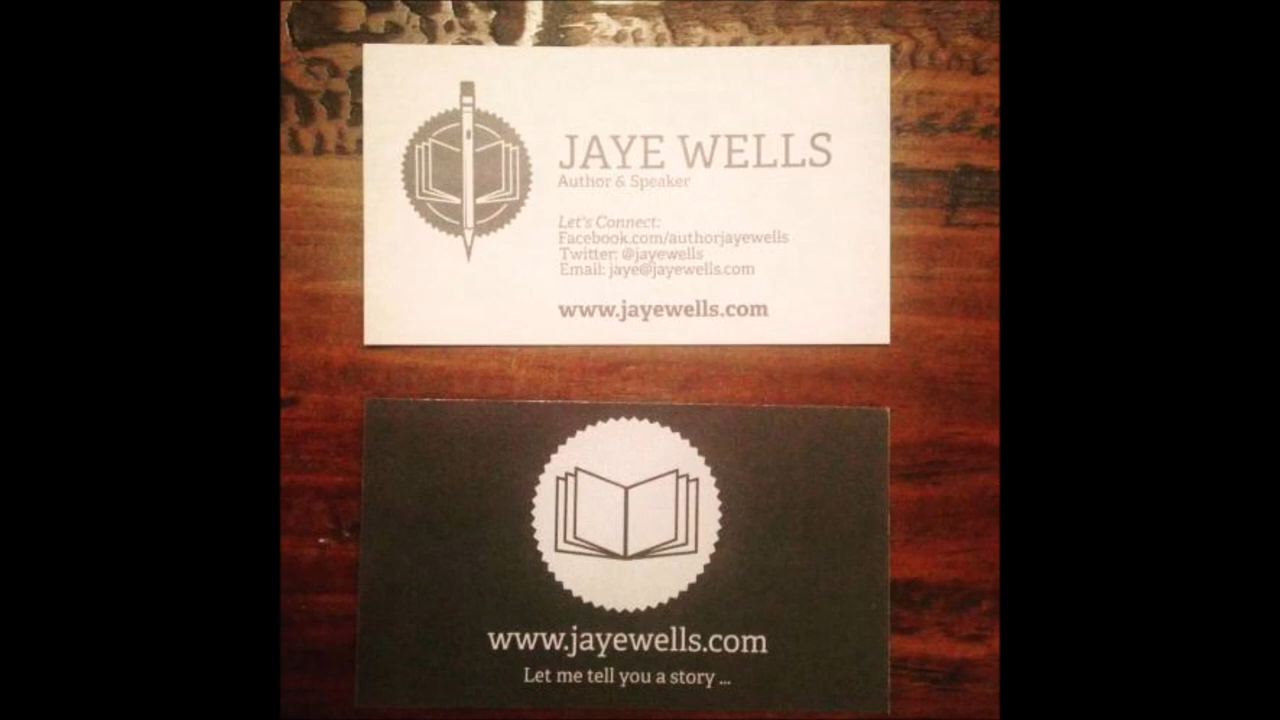 JAYE WELLS
Author & Speaker
Let's Connect:
Facebook.com/authorjayewells
Twitter: @jayewells
Email: jaye@jayewells.com
www.jayewells.com
www.jayewells.com
Let me tell you a story ...